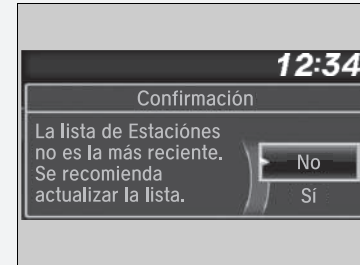 12:34
Confirmación
La lista de Estaciónes
no es la más reciente.
Se recomienda
actualizar la lista.
No
Sí